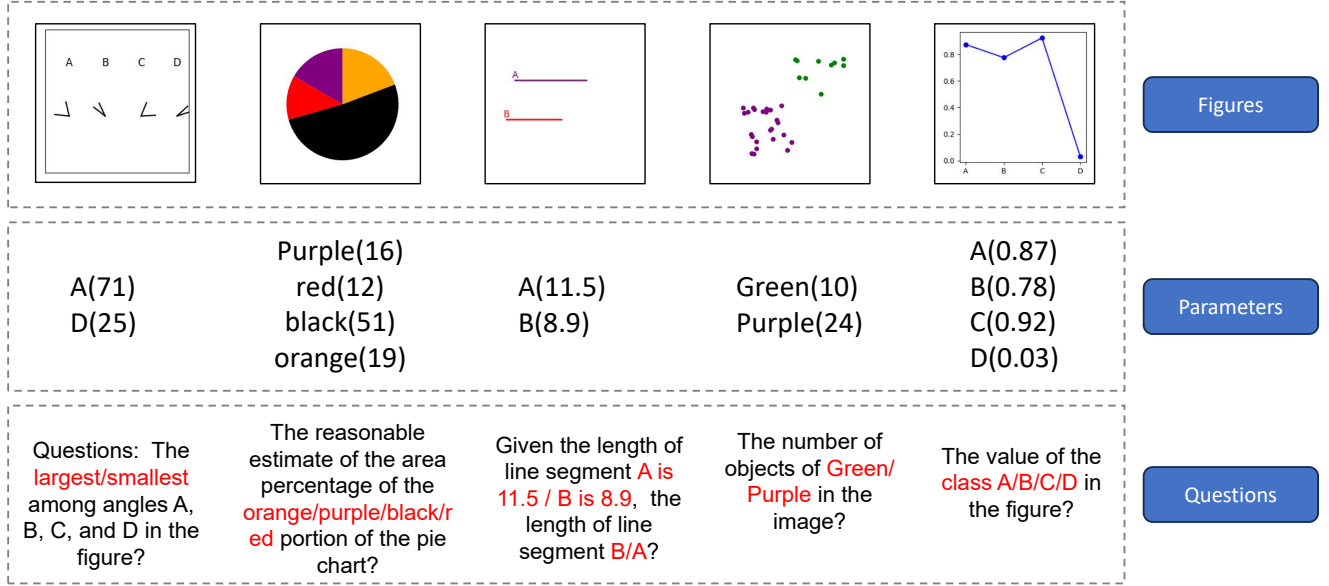 A B C D
A
B
0.8
0.6
0.4
0.2
0.0
A B C D
Figures
A(71)
D(25)
Purple(16)
red(12)
black(51)
orange(19)
A(11.5)
B(8.9)
Green(10)
Purple(24)
A(0.87)
B(0.78)
C(0.92)
D(0.03)
Parameters
Questions: The
largest/smallest
among angles A,
B, C, and D in the
figure?
The reasonable
estimate of the area
percentage of the
orange/purple/black/r
ed portion of the pie
chart?
Given the length of
line segment A is
11.5 / B is 8.9, the
length of line
segment B/A?
The number of
objects of Green/
Purple in the
image?
The value of the
class A/B/C/D in
the figure?
Questions